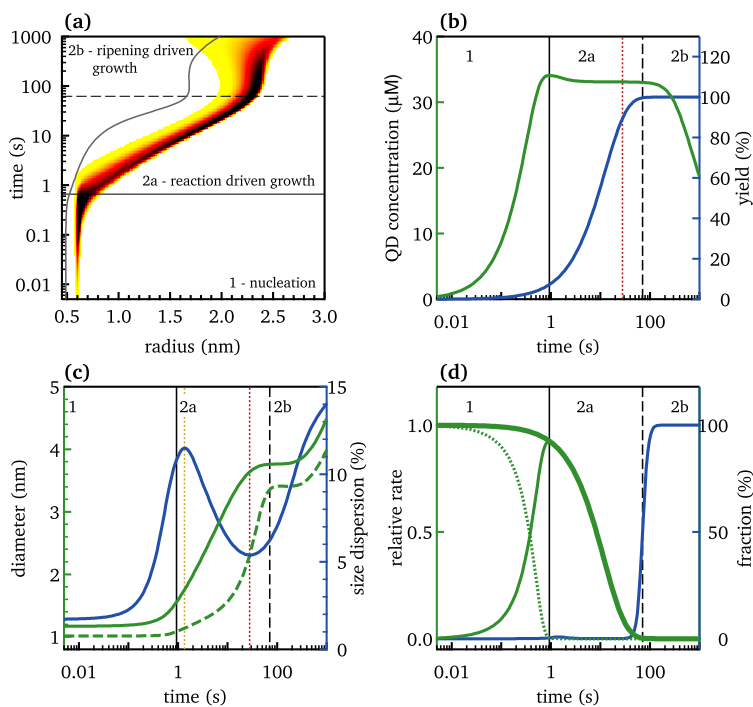 (a)
1000
100
10
1
0.1
0.01
time (s)
2b - ripening driven
growth
2a - reaction driven growth
1 - nucleation
0.5
1.0
1.5
2.0
2.5
3.0
radius (nm)
(b)
40
30
20
10
0
QD concentration (μM)
1
2a
2b
120
100
80
60
40
20
0
yield (%)
0.01
1
100
time (s)
(c)
5
4
3
2
1
diameter (nm)
1
2a
2b
15
10
5
0
size dispersion (%)
0.01
1
100
time (s)
(d)
1.0
0.5
0.0
relative rate
1
2a
2b
100
50
0
fraction (%)
0.01
1
100
time (s)